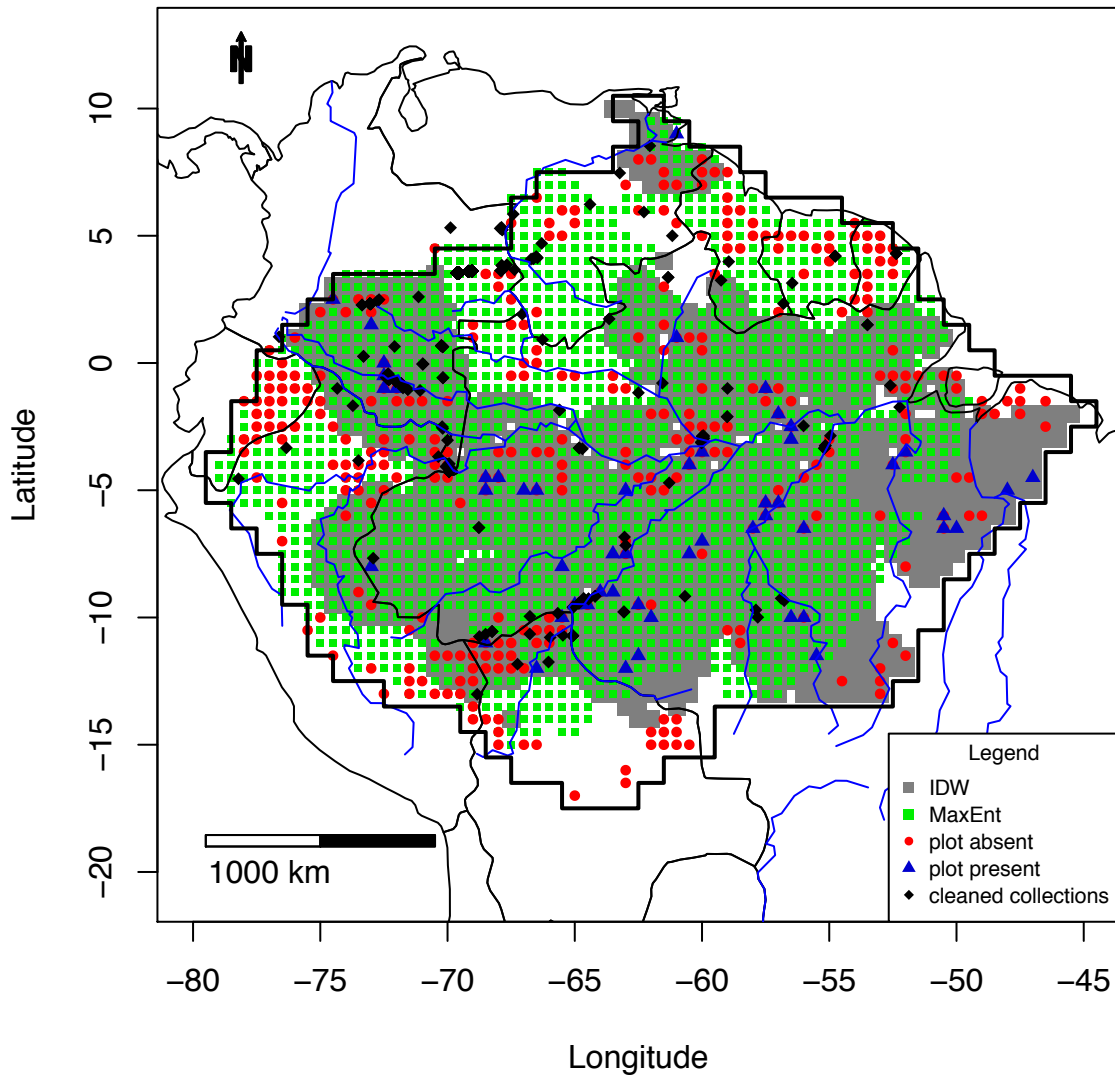 N
10
5
0
−5
−10
−15
−20
Latitude
1000 km
Legend
IDW
MaxEnt
plot absent
plot present
cleaned collections
−80 −75 −70 −65 −60 −55 −50 −45
Longitude